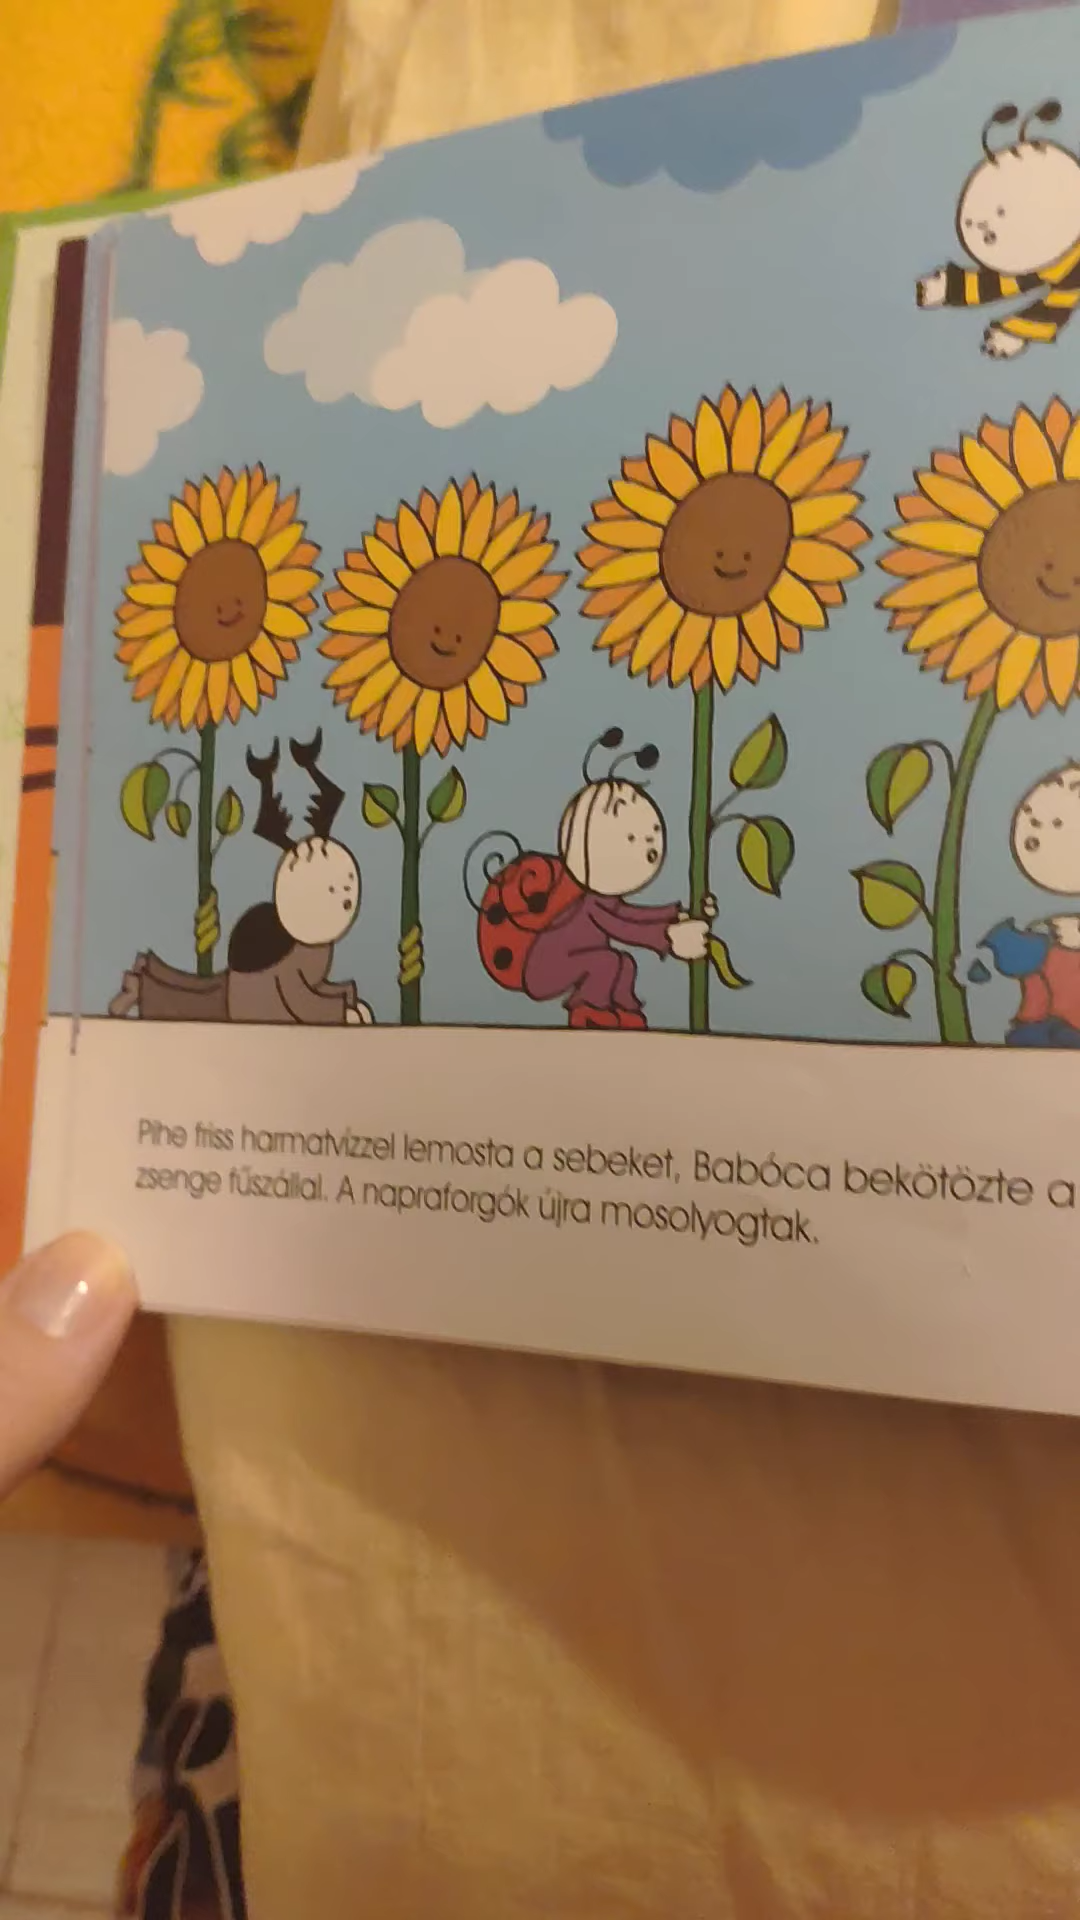 Pihe friss harmatvízzel lemosta a sebeket, Babóca bekötözte a
zsenge fűszállal. A napraforgók újra mosolyogtak.